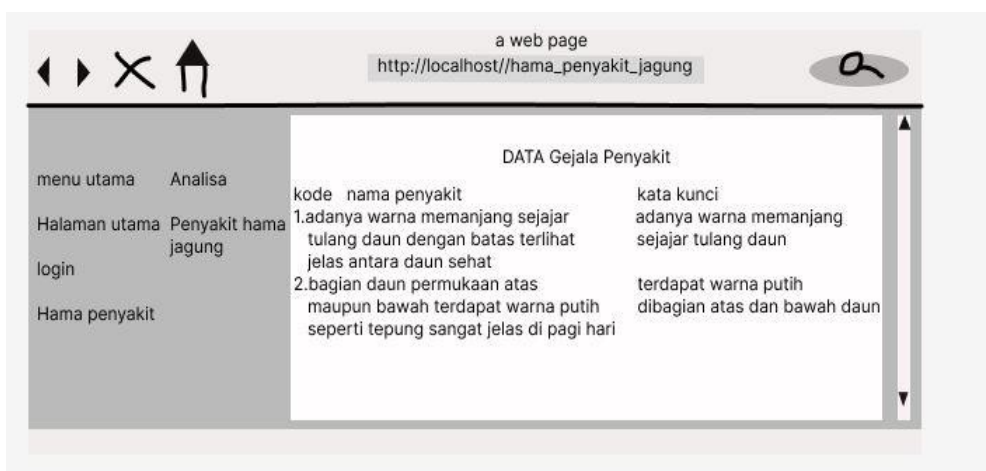 a web page
http://localhost//hama_penyakit_jagung
menu utama
Halaman utama
login
Hama penyakit
Analisa
Penyakit hama
jagung
DATA Gejala Penyakit
kode nama penyakit kata kunci
1.adanya warna memanjang sejajar adanya warna memanjang
tulang daun dengan batas terlihat sejajar tulang daun
jelas antara daun sehat
2.bagian daun permukaan atas terdapat warna putih
maupun bawah terdapat warna putih dibagian atas dan bawah daun
seperti tepung sangat jelas di pagi hari